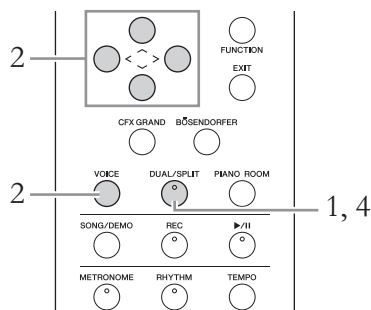 2
< >
FUNCTION
EXIT
CFX GRAND BÖSENDORFER
VOICE DUAL/SPLIT PIANO ROOM
2
1, 4
SONG/DEMO REC ▶/II
METRONOME RHYTHM TEMPO